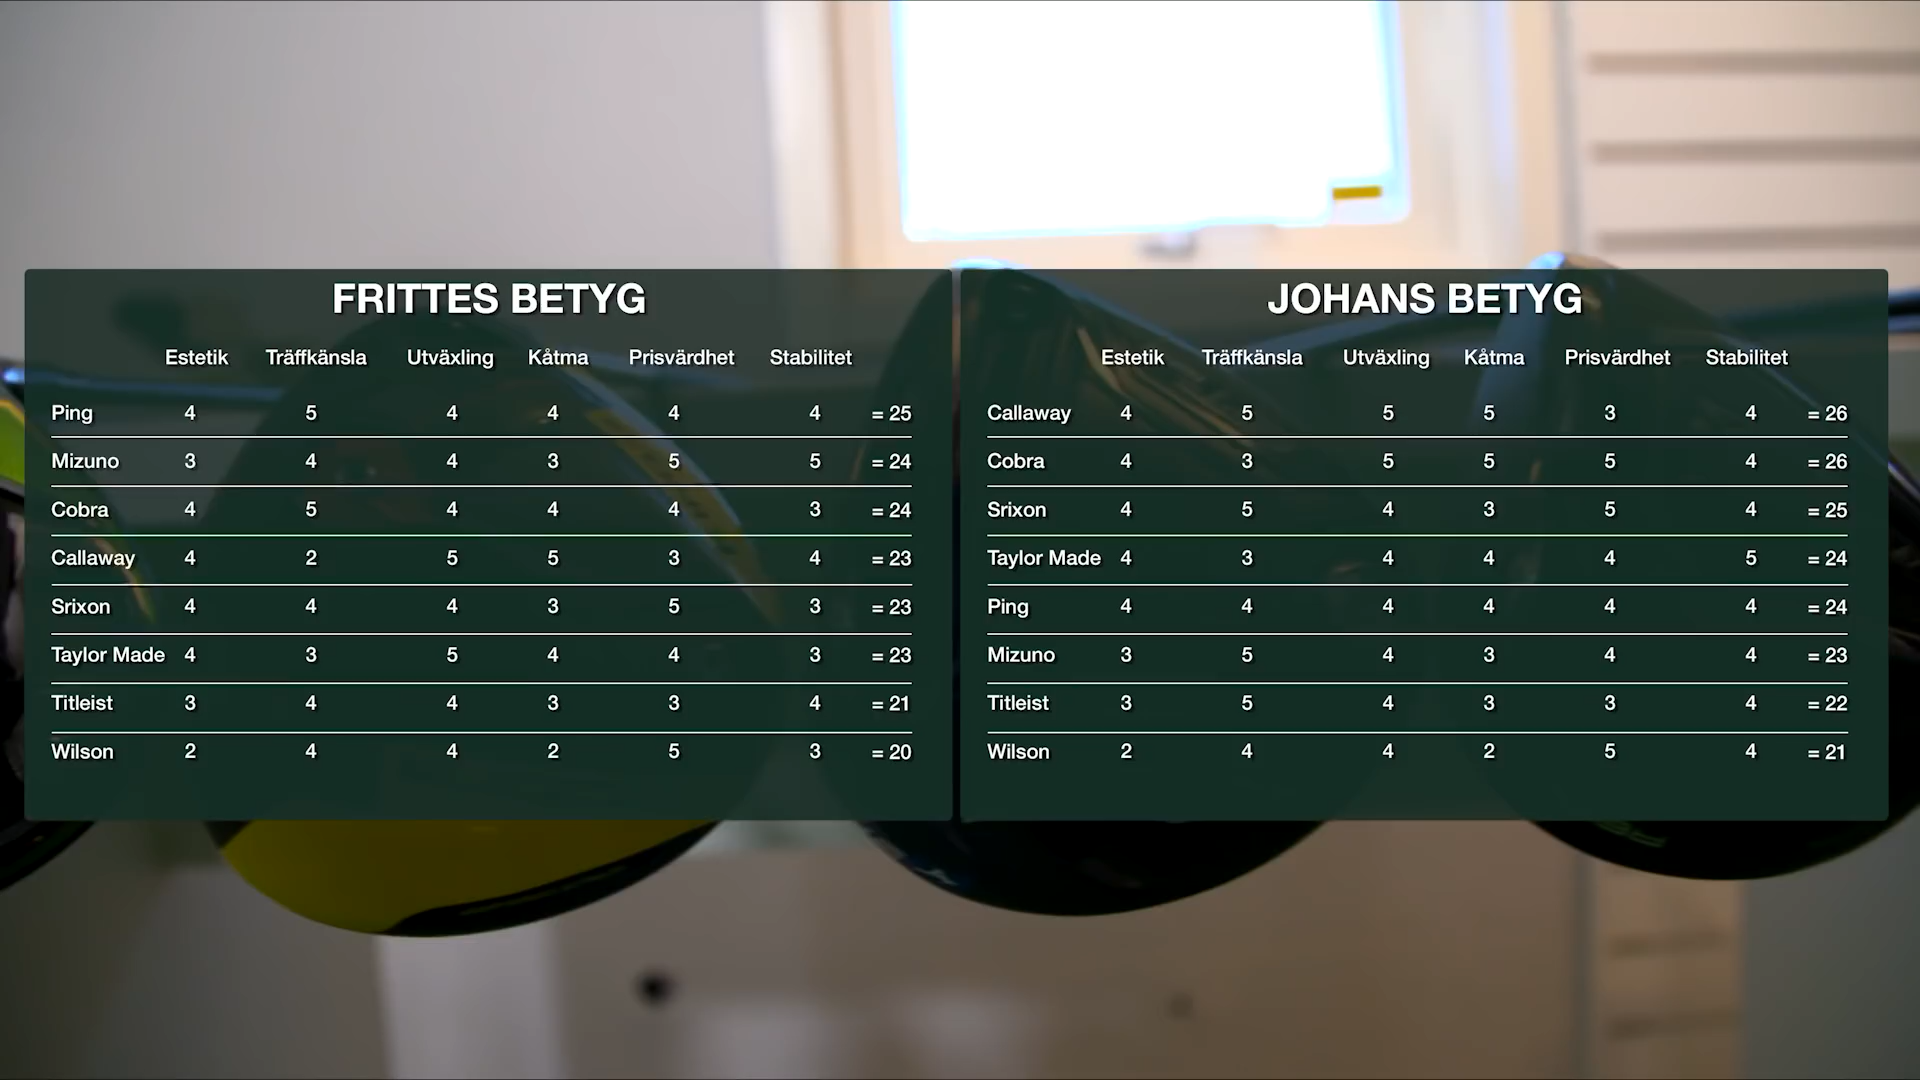 FRITTES BETYG
Estetik Träffkänsla Utväxling Kåtma Prisvärdhet Stabilitet
Ping 4 5 4 4 4 4 = 25
Mizuno 3 4 4 3 5 5 = 24
Cobra 4 5 4 4 4 3 = 24
Callaway 4 2 5 5 3 4 = 23
Srixon 4 4 4 3 5 3 = 23
Taylor Made 4 3 5 4 4 3 = 23
Titleist 3 4 4 3 3 4 = 21
Wilson 2 4 4 2 5 3 = 20
JOHANS BETYG
Estetik Träffkänsla Utväxling Kåtma Prisvärdhet Stabilitet
Callaway 4 5 5 5 3 4 = 26
Cobra 4 3 5 5 5 4 = 26
Srixon 4 5 4 3 5 4 = 25
Taylor Made 4 3 4 4 4 5 = 24
Ping 4 4 4 4 4 4 = 24
Mizuno 3 5 4 3 4 4 = 23
Titleist 3 5 4 3 3 4 = 22
Wilson 2 4 4 2 5 4 = 21